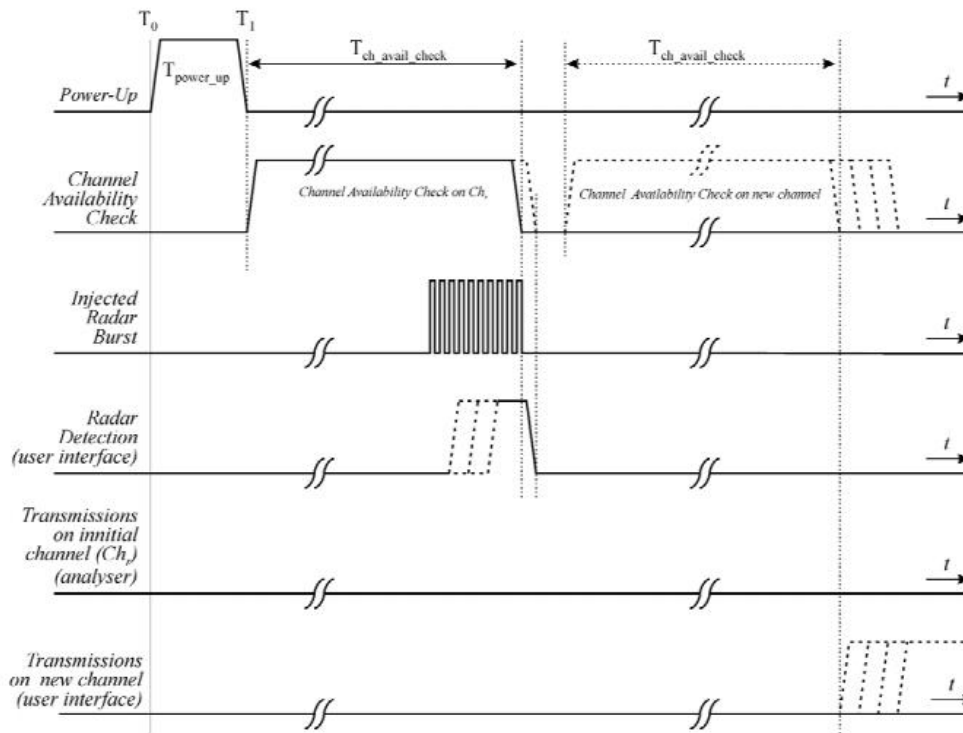 T0 T1
Tch_avail_check Tch_avail_check
Tpower_up
Power-Up
t
Channel
Availability
Check
Channel Availability Check on Chr
Channel Availability Check on new channel
t
Injected
Radar
Burst
t
Radar
Detection
(user interface)
t
Transmissions
on innitial
channel (Chr)
(analyser)
t
Transmissions
on new channel
(user interface)
t